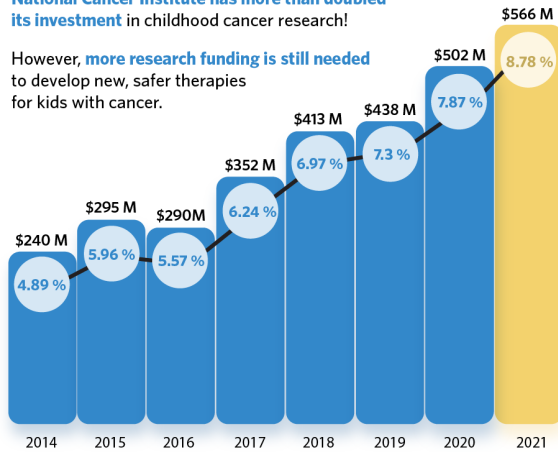 National Cancer Institute has more than doubled
its investment in childhood cancer research!
However, more research funding is still needed
to develop new, safer therapies
for kids with cancer.
$566 M
8.78 %
$502 M
7.87 %
$438 M
7.3 %
$413 M
6.97 %
$352 M
6.24 %
$295 M
5.96 %
$290M
5.57 %
$240 M
4.89 %
2014 2015 2016 2017 2018 2019 2020 2021